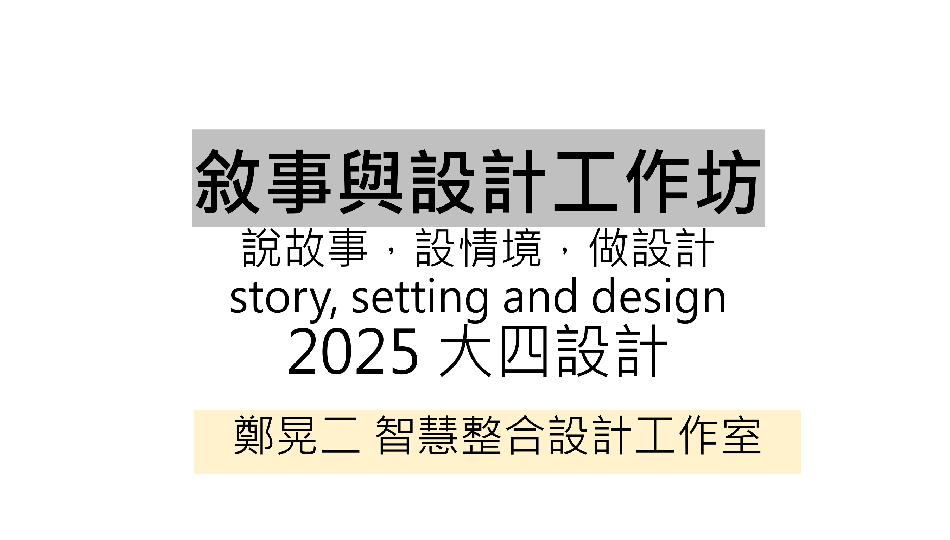 敘事與設計工作坊
說故事，設情境，做設計
story, setting and design
2025 大四設計
鄭晃二 智慧整合設計工作室